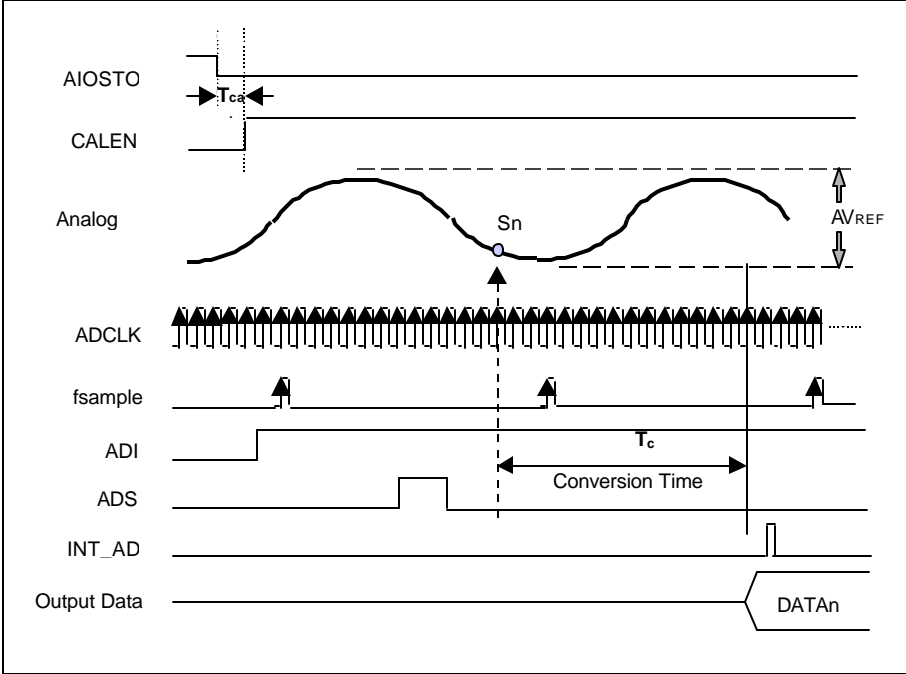 AIOSTO
Tca
CALEN
Analog
Sn
AVREF
ADCLK
fsample
ADI
Tc
Conversion Time
ADS
INT_AD
Output Data
DATAn